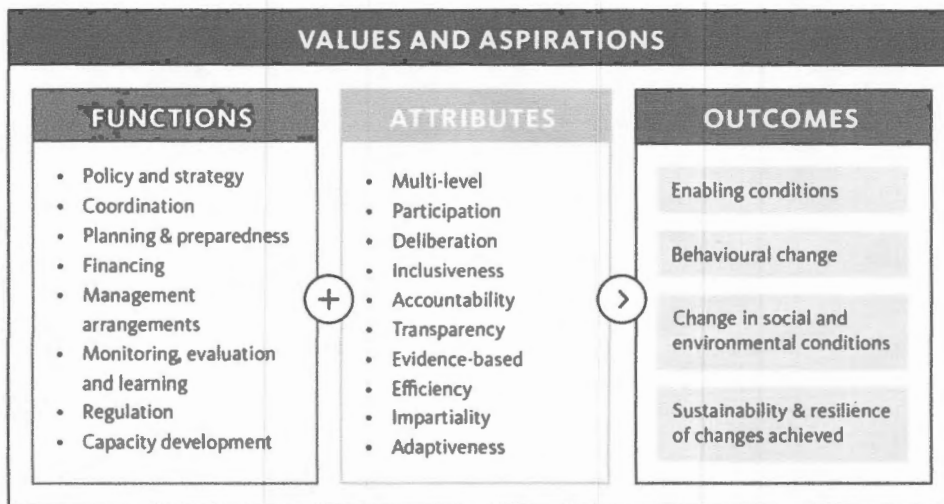 VALUES AND ASPIRATIONS
FUNCTIONS
• Policy and strategy
• Coordination
• Planning & preparedness
• Financing
• Management
arrangements
• Monitoring, evaluation
and learning
• Regulation
• Capacity development
+
ATTRIBUTES
• Multi-level
• Participation
• Deliberation
• Inclusiveness
• Accountability
• Transparency
• Evidence-based
• Efficiency
• Impartiality
• Adaptiveness
>
OUTCOMES
Enabling conditions
Behavioural change
Change in social and
environmental conditions
Sustainability & resilience
of changes achieved